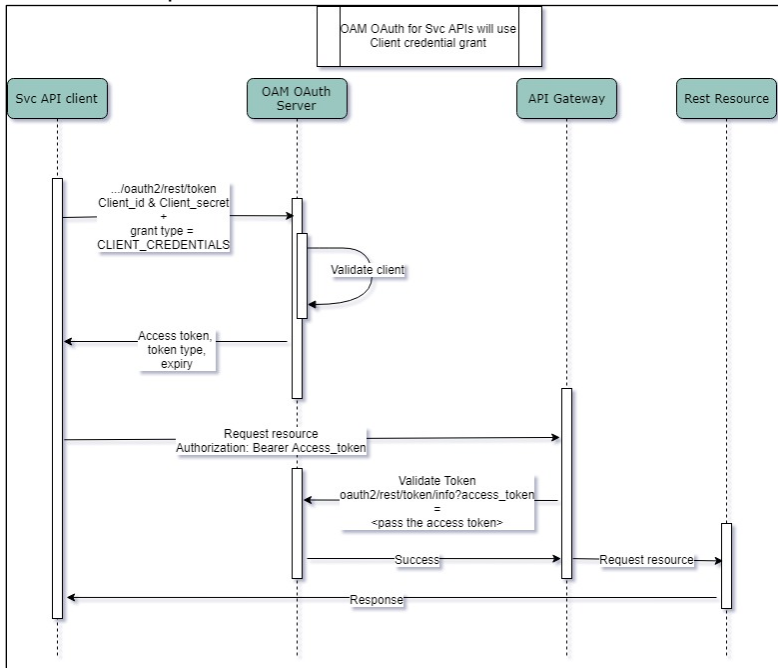 OAM OAuth for Svc APIs will use
Client credential grant
Svc API client
OAM OAuth
Server
API Gateway
Rest Resource
.../oauth2/rest/token
Client_id & Client_secret
+
grant type =
CLIENT_CREDENTIALS
Validate client
Access token,
token type,
expiry
Request resource
Authorization: Bearer Access_token
Validate Token
oauth2/rest/token/info?access_token
=
<pass the access token>
Success
Request resource
Response